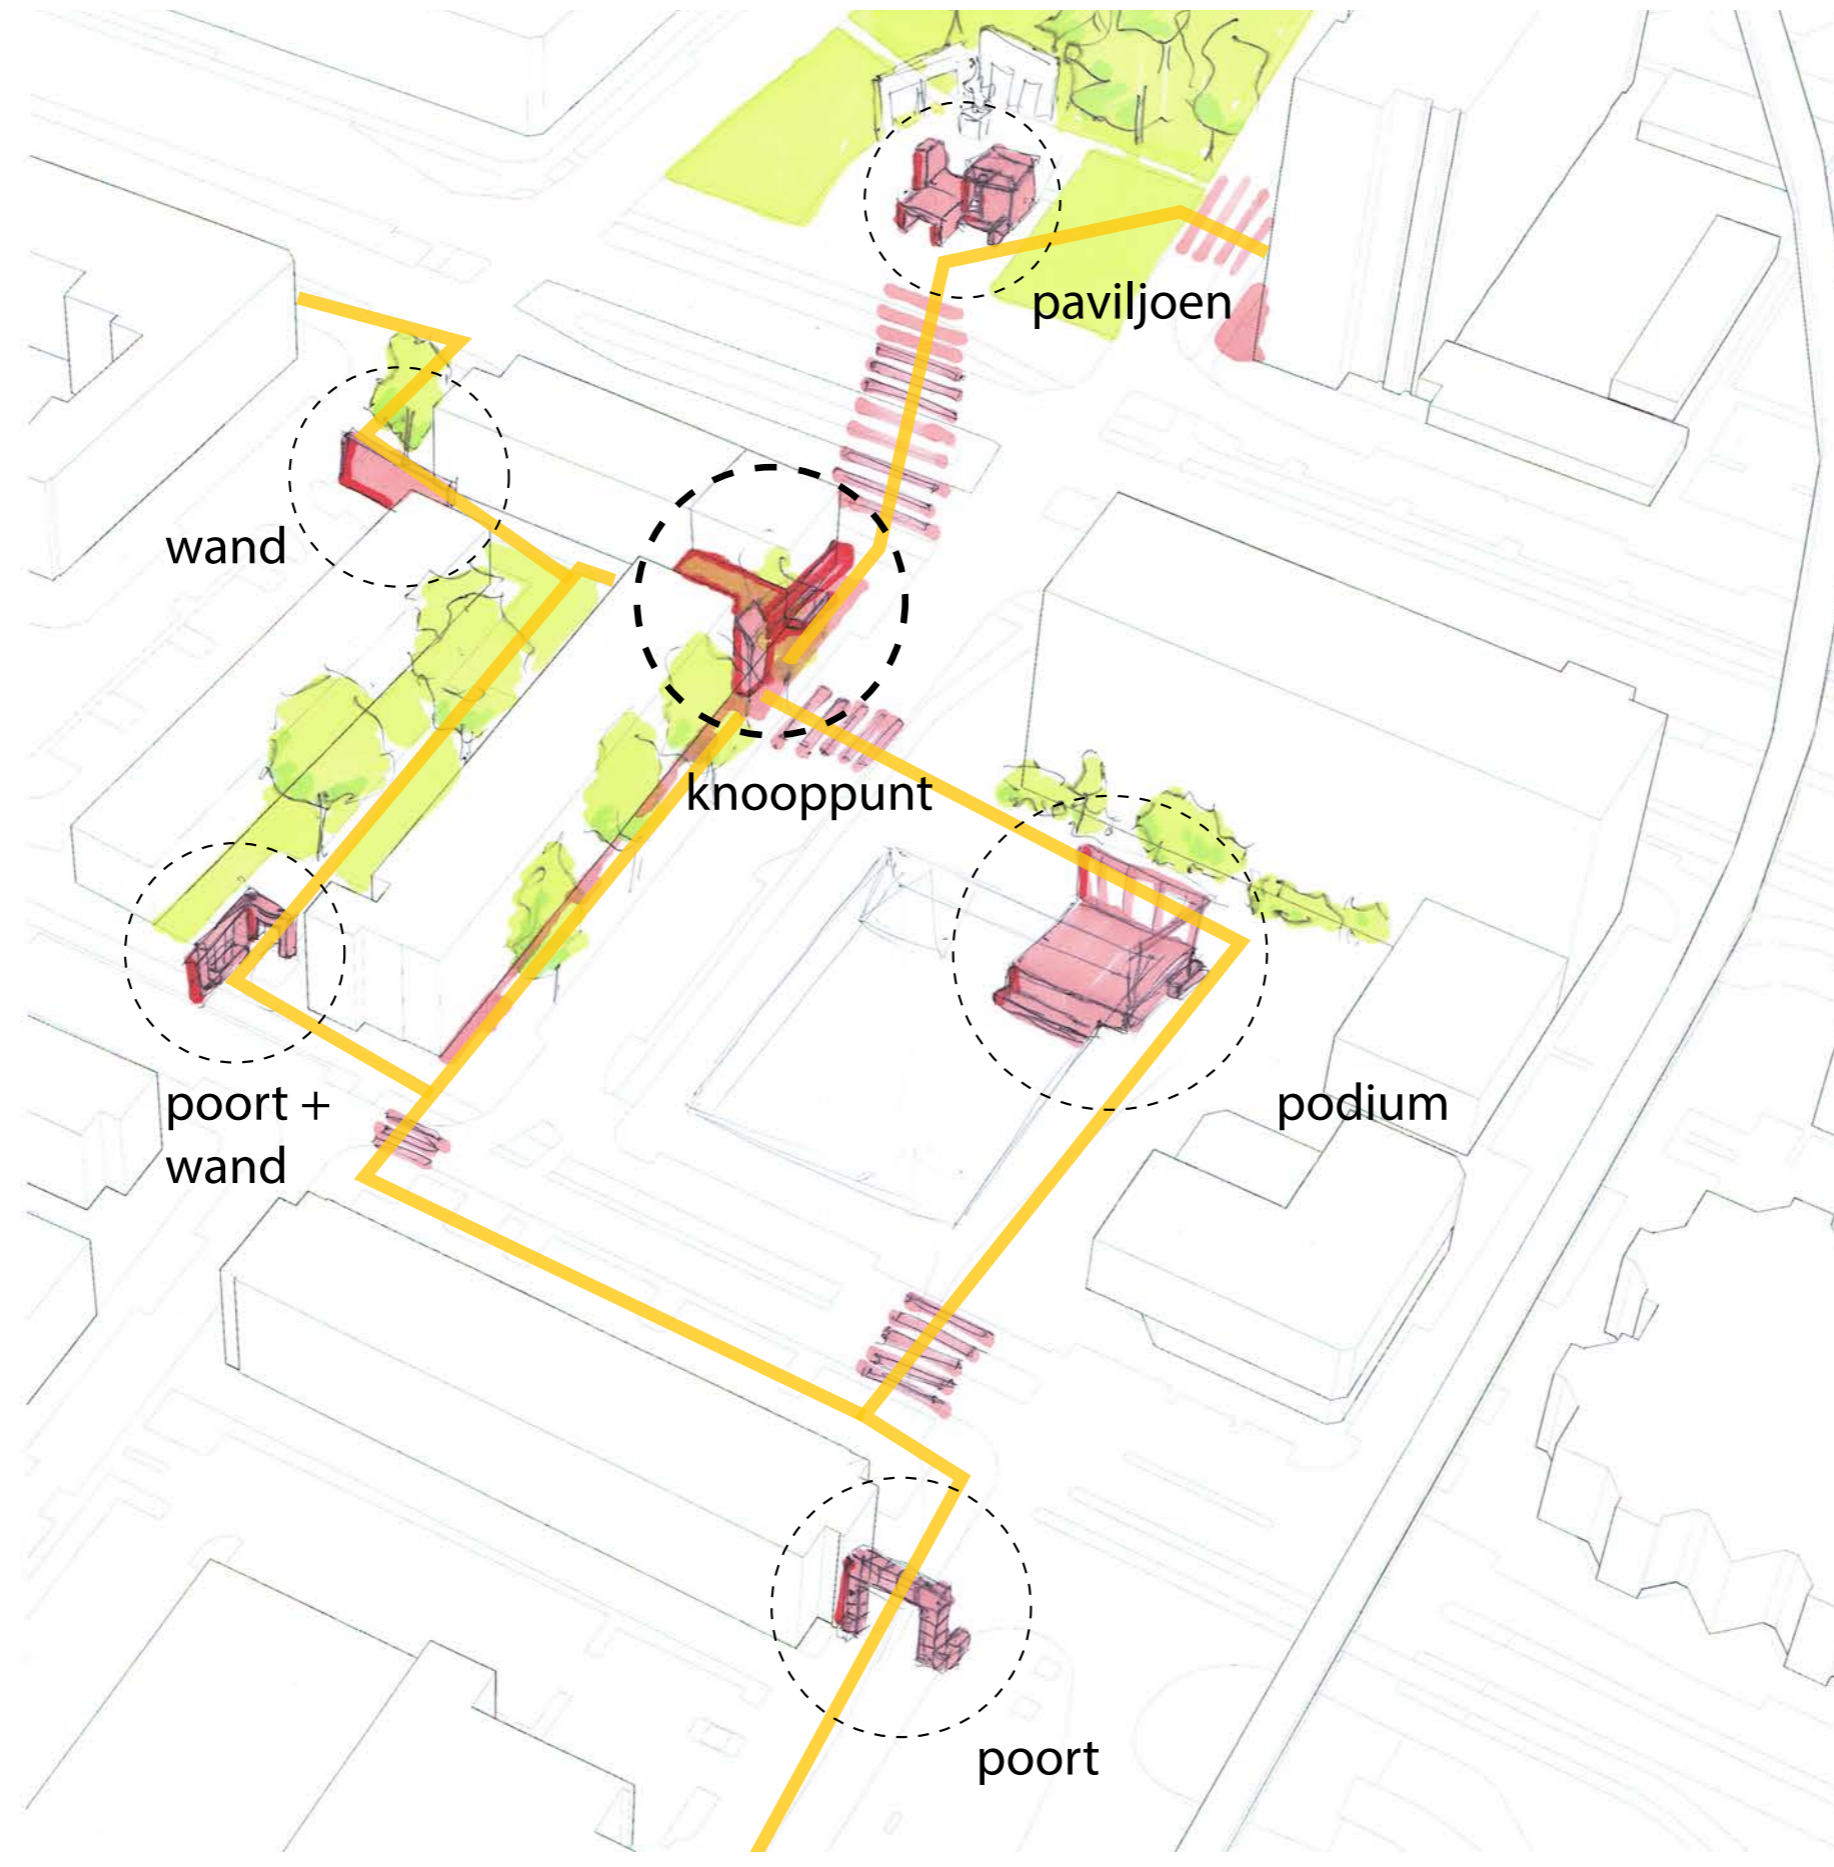 paviljoen
wand
knooppunt
poort +
wand
podium
poort